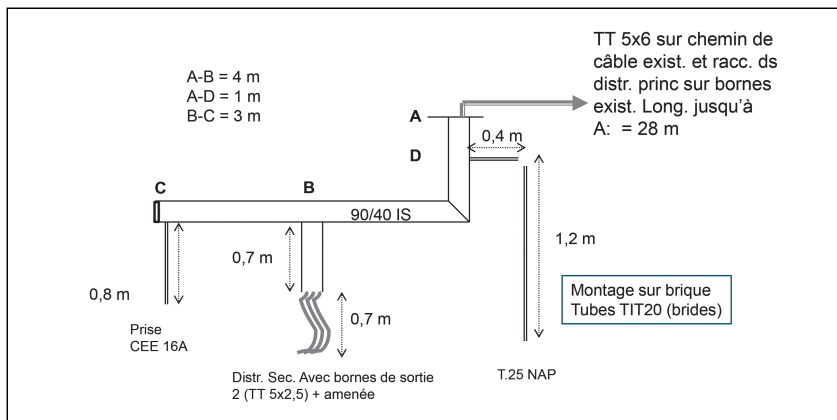 TT 5x6 sur chemin de
câble exist. et racc. ds
distr. princ sur bornes
exist. Long. jusqu’à
A:  = 28 m
A-B = 4 m
A-D = 1 m
B-C = 3 m
A
0,4 m
D
C
B
90/40 IS
0,7 m
1,2 m
0,8 m
Montage sur brique
Tubes TIT20 (brides)
0,7 m
Prise
CEE 16A
Distr. Sec. Avec bornes de sortie
2 (TT 5x2,5) + amenée
T.25 NAP